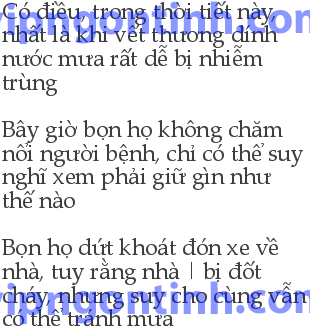 Có điều, trong thời tiết này,
nhất là khi vết thương dính
nước mưa rất dễ bị nhiễm
trùng
Bây giờ bọn họ không chăm
nổi người bệnh, chỉ có thể suy
nghĩ xem phải giữ gìn như
thế nào
Bọn họ dứt khoát đón xe về
nhà, tuy rằng nhà | bị đốt
cháy, nhưng suy cho cùng vẫn
có thể tránh mưa